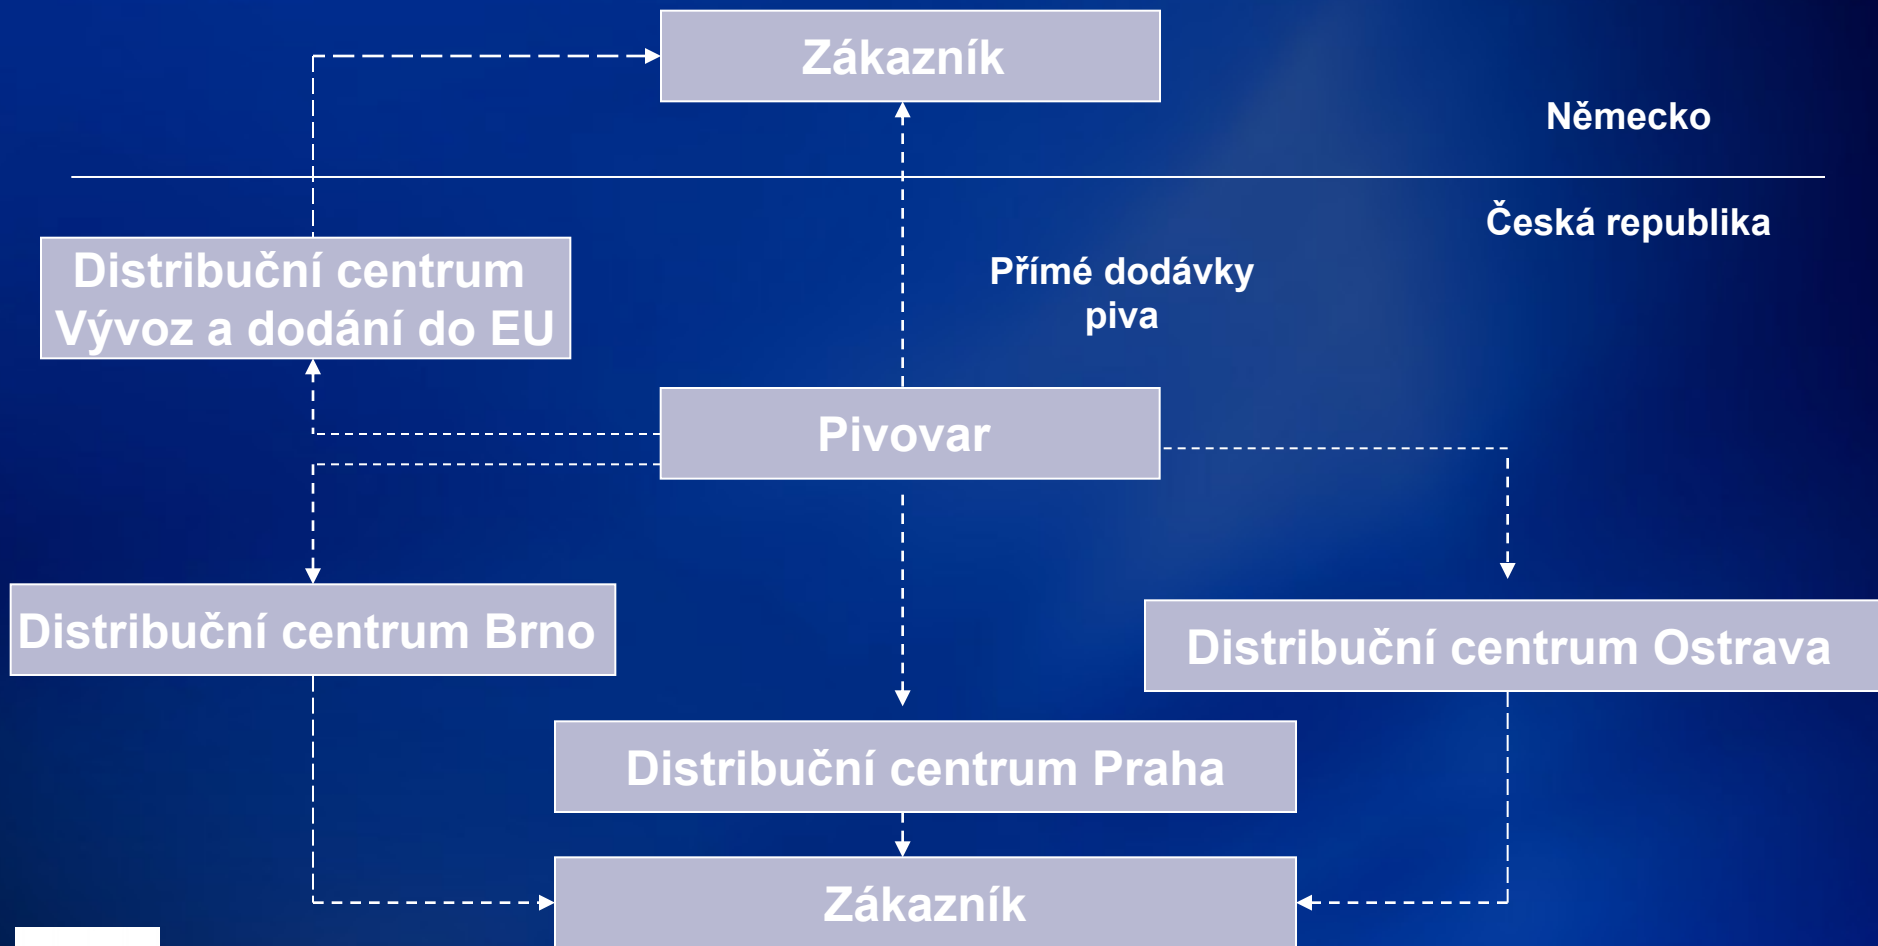 Zákazník
Německo
Česká republika
Distribuční centrum
Vývoz a dodání do EU
Přímé dodávky
piva
Pivovar
Distribuční centrum Brno
Distribuční centrum Ostrava
Distribuční centrum Praha
Zákazník